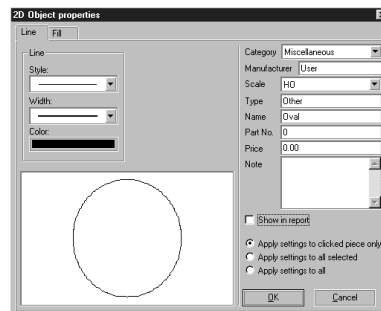 2D Object properties
Line Fill
Line
Style:
Width:
Color:
Category Miscellaneous
Manufacturer User
Scale HO
Type Other
Name Oval
Part No. 0
Price 0.00
Note
Show in report
Apply settings to clicked piece only
Apply settings to all selected
Apply settings to all
OK Cancel